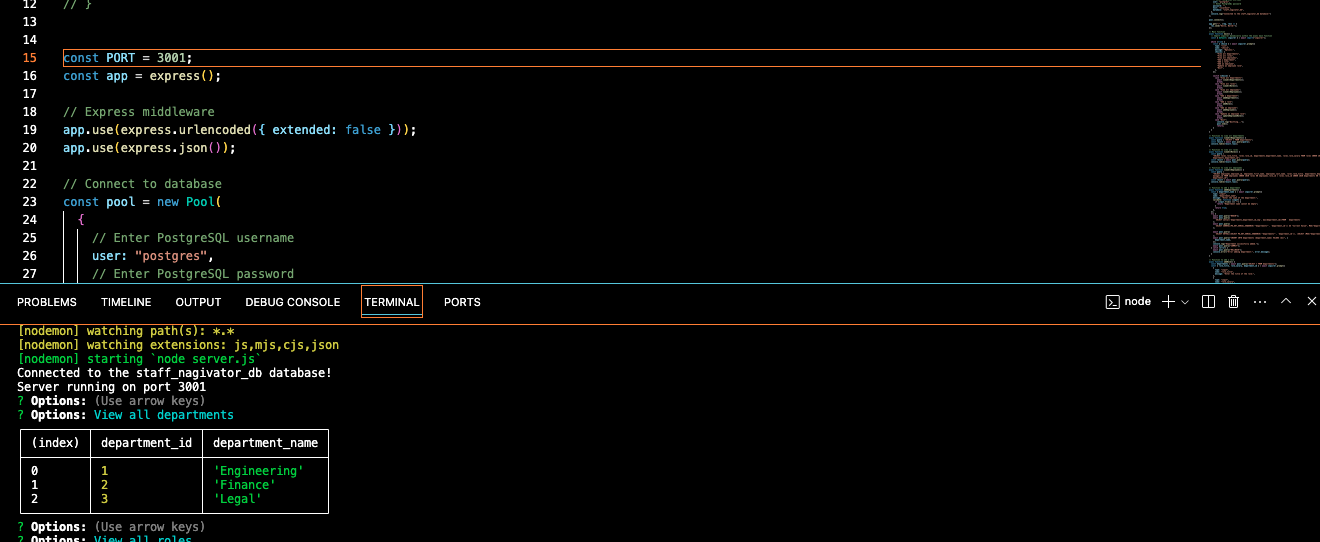 12 // }
13
14
15 const PORT = 3001;
16 const app = express();
17
18 // Express middleware
19 app.use(express.urlencoded({ extended: false }));
20 app.use(express.json());
21
22 // Connect to database
23 const pool = new Pool(
24 {
25 // Enter PostgreSQL username
26 user: "postgres",
27 // Enter PostgreSQL password
PROBLEMS TIMELINE OUTPUT DEBUG CONSOLE TERMINAL PORTS node
[nodemon] watching path(s): *.*
[nodemon] watching extensions: js,mjs,cjs,json
[nodemon] starting `node server.js`
Connected to the staff_nagivator_db database!
Server running on port 3001
? Options: (Use arrow keys)
? Options: View all departments
(index) department_id department_name
0 1 'Engineering'
1 2 'Finance'
2 3 'Legal'
? Options: (Use arrow keys)
? Options: View all roles